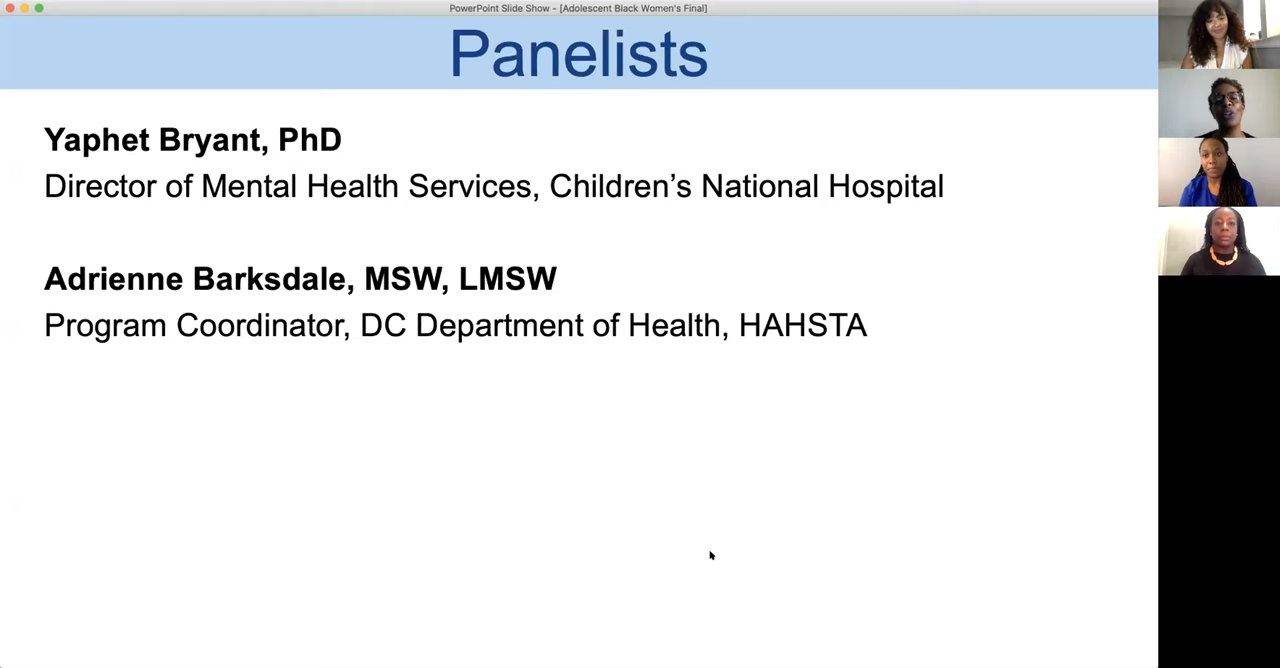 PowerPoint Slide Show - [Adolescent Black Women's Final]
Panelists
Yaphet Bryant, PhD
Director of Mental Health Services, Children’s National Hospital
Adrienne Barksdale, MSW, LMSW
Program Coordinator, DC Department of Health, HAHSTA